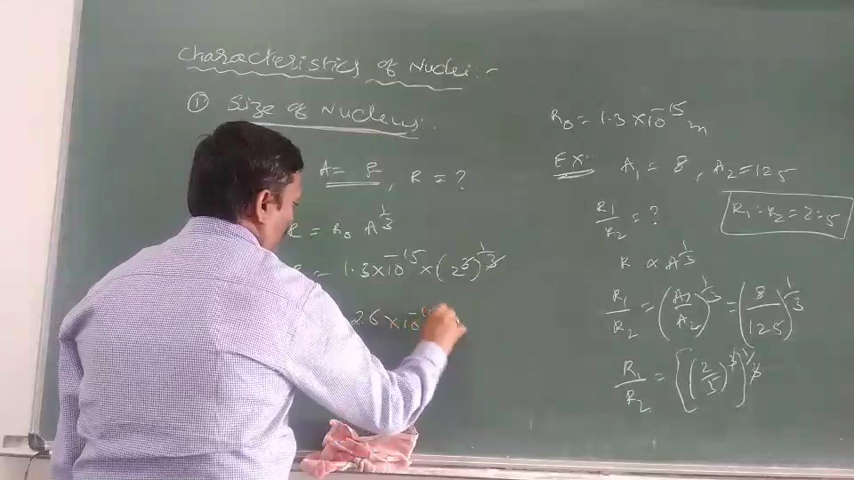 Characteristics of Nuclei :-
① Size of Nucleus :
A = 8, R = ?
R = R₀ A^{1/3}
= 1.3 × 10^{-15} × (2^3)^{1/3}
2.6 × 10
R₀ = 1.3 × 10^{-15} m
Ex:- A₁ = 8, A₂ = 125
R₁/R₂ = ?
R₁ : R₂ = 2:5
R ∝ A^{1/3}
R₁/R₂ = (A₁/A₂)^{1/3} = (8/125)^{1/3}
R₁/R₂ = [(2/5)^3]^{1/3}